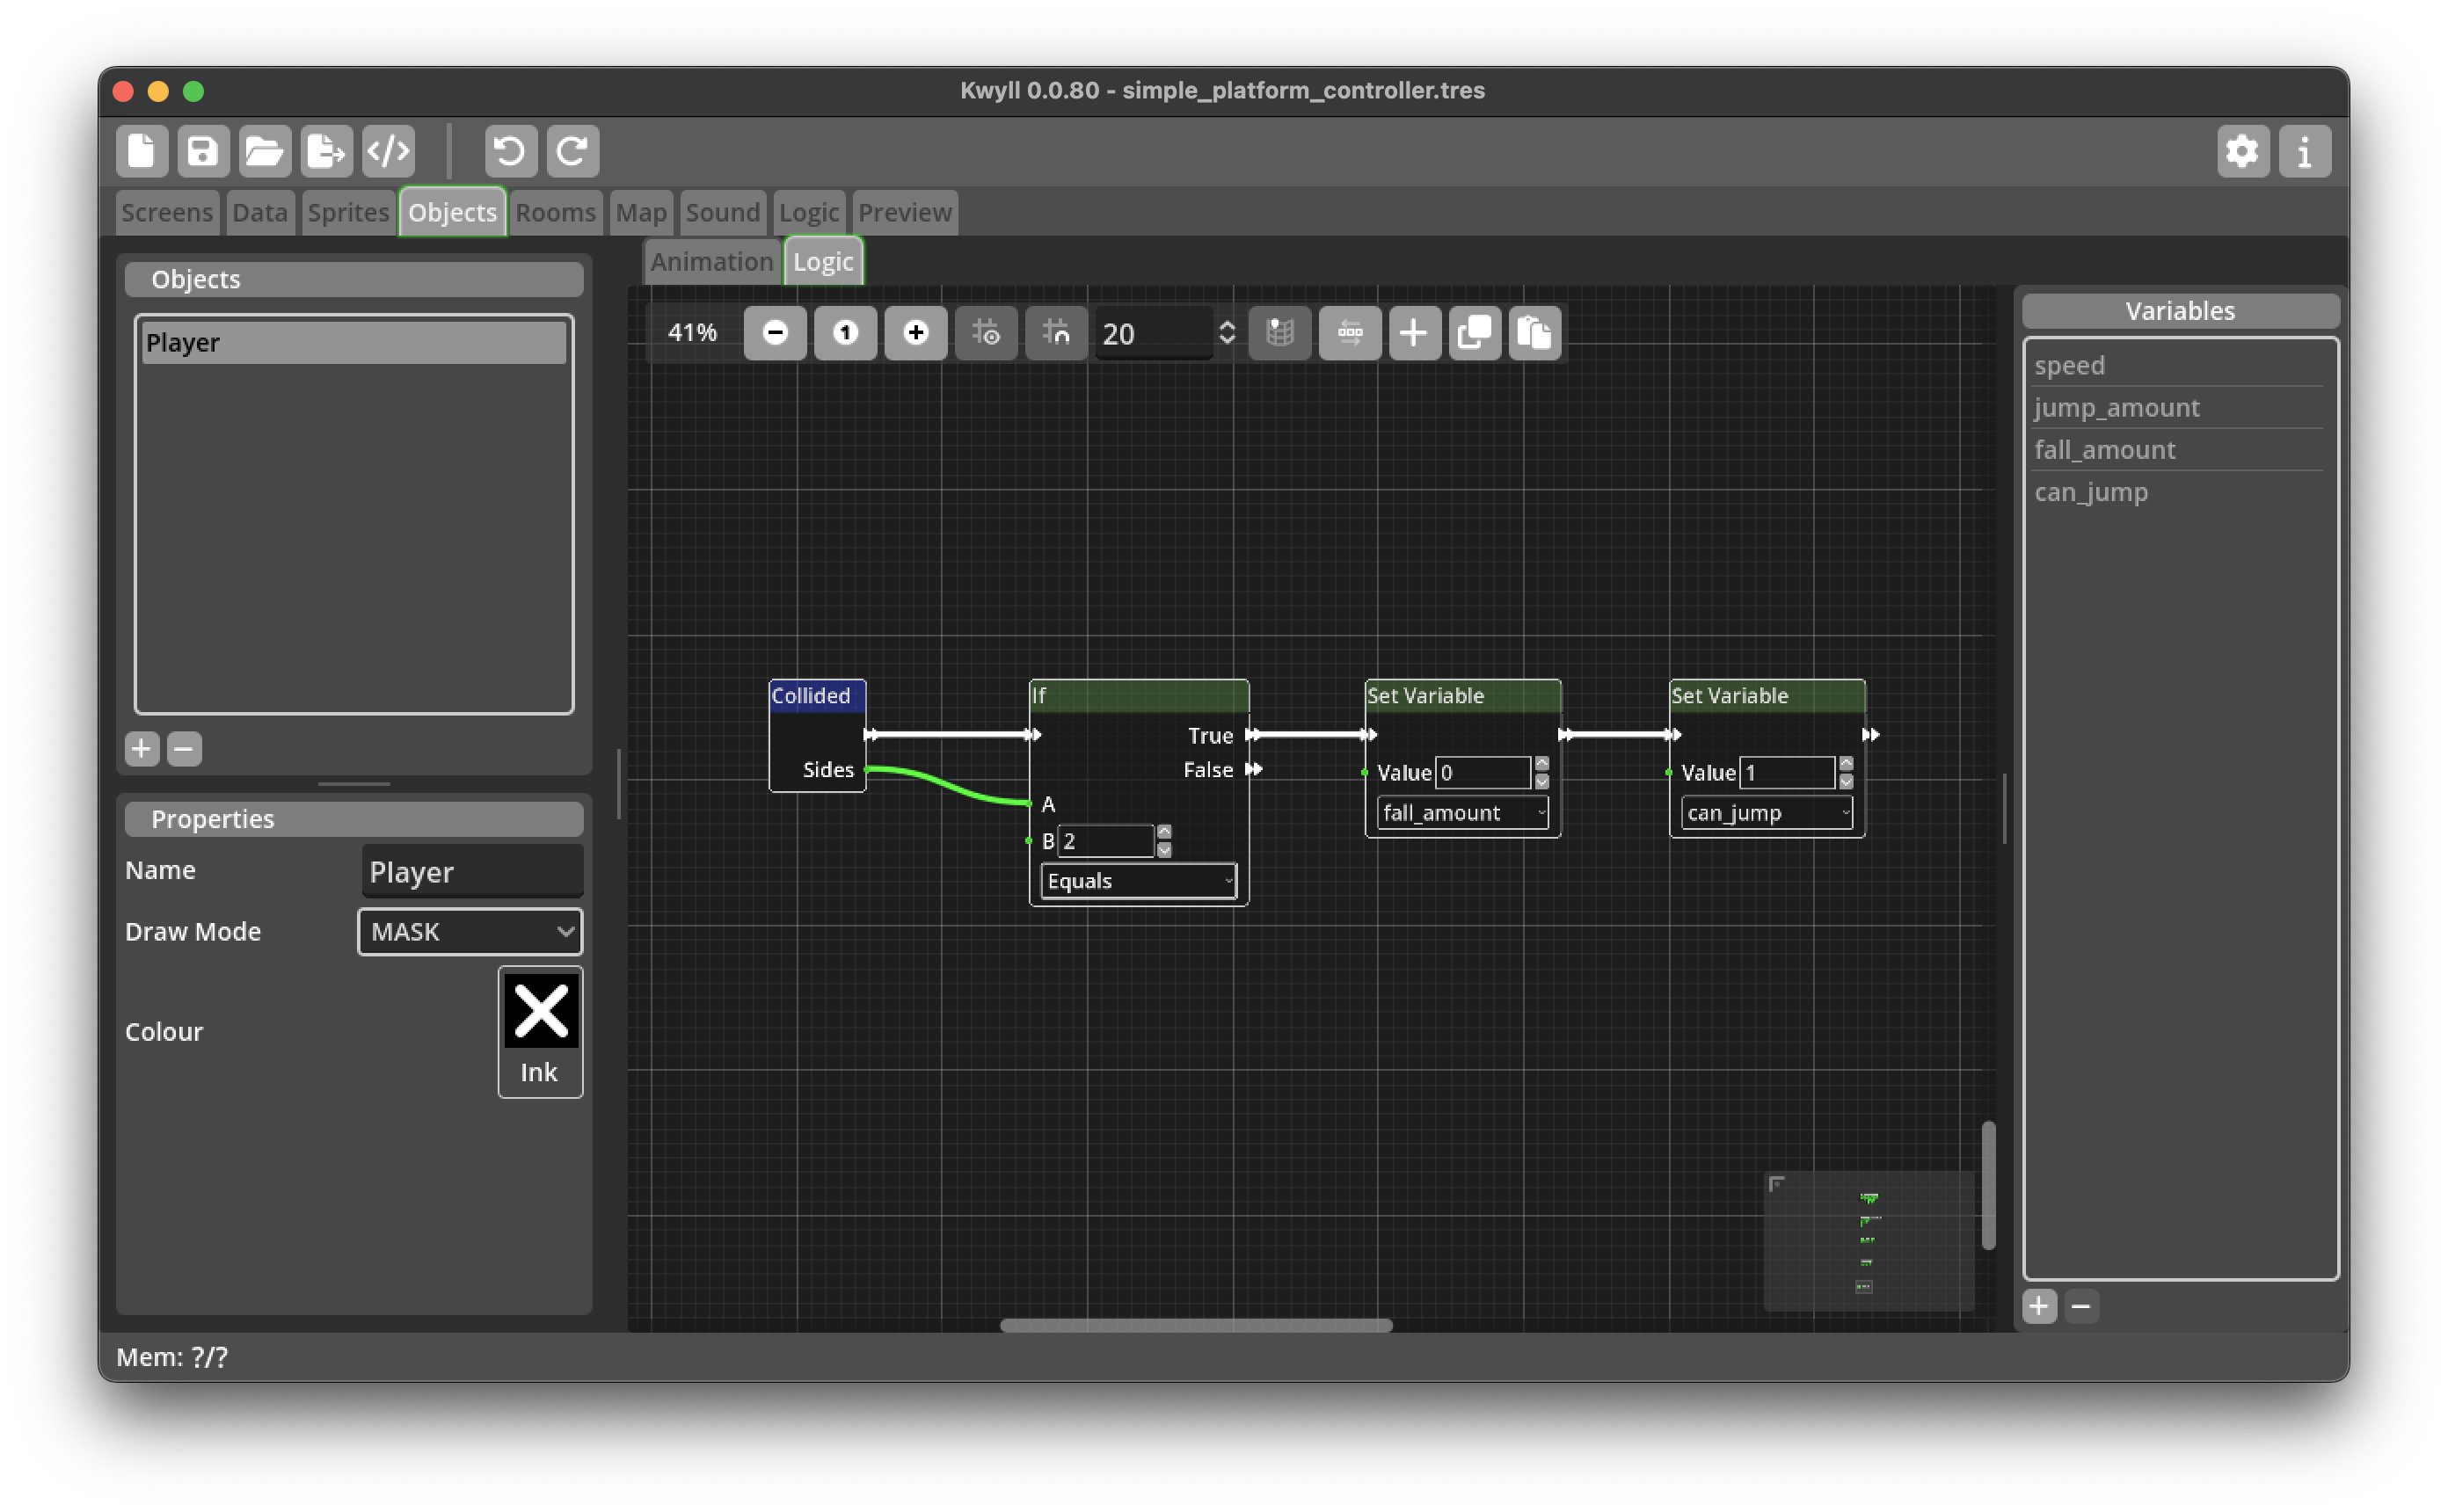 Kwyll 0.0.80 - simple_platform_controller.tres
Screens Data Sprites Objects Rooms Map Sound Logic Preview
Objects
Player
Properties
Name Player
Draw Mode MASK
Colour
Ink
Animation Logic
41% 1 20
Collided
Sides
If
True
False
A
B 2
Equals
Set Variable
Value 0
fall_amount
Set Variable
Value 1
can_jump
Variables
speed
jump_amount
fall_amount
can_jump
Mem: ?/?